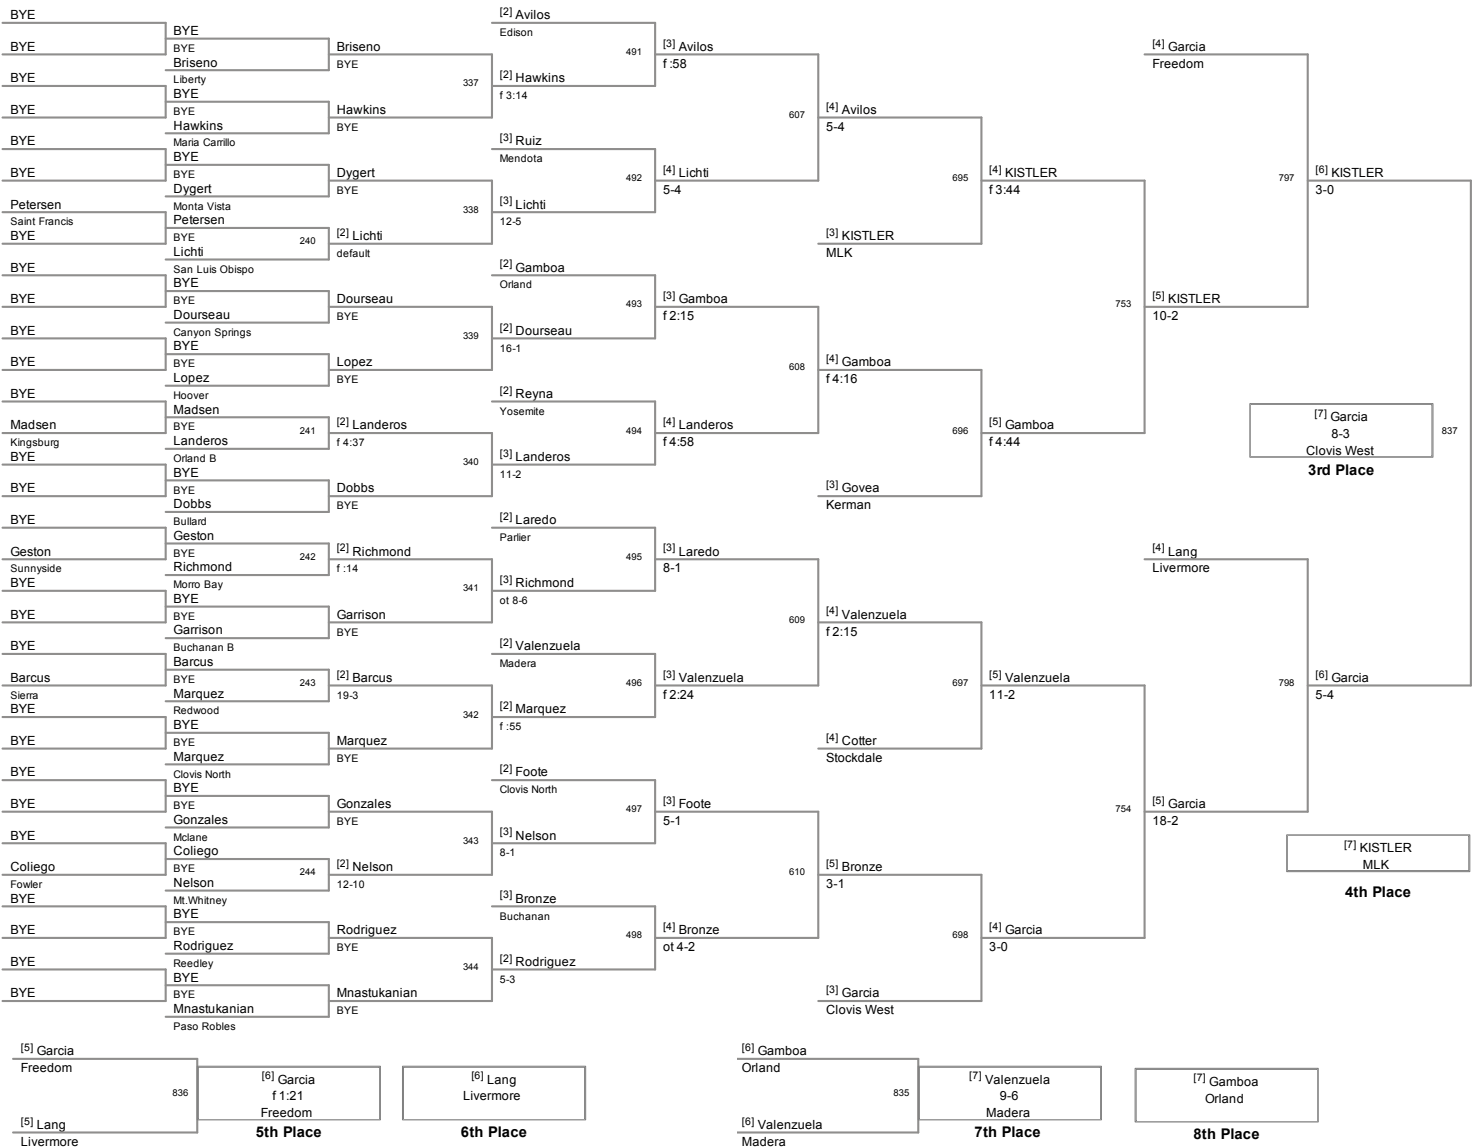 BYE
BYE
BYE
BYE
BYE
BYE
Petersen
Saint Francis
BYE
BYE
BYE
BYE
BYE
BYE
Madsen
Kingsburg
BYE
BYE
BYE
Geston
Sunnyside
BYE
BYE
BYE
Barcus
Sierra
BYE
BYE
BYE
BYE
BYE
Coliego
Fowler
BYE
BYE
BYE
BYE
BYE
BYE
Briseno
Liberty
BYE
BYE
Hawkins
Maria Carrillo
BYE
BYE
Dygert
Monta Vista
Petersen
BYE
Lichti
San Luis Obispo
BYE
BYE
Dourseau
Canyon Springs
BYE
BYE
Lopez
Hoover
Madsen
BYE
Landeros
Orland B
BYE
BYE
Dobbs
Bullard
Geston
BYE
Richmond
Morro Bay
BYE
BYE
Garrison
Buchanan B
Barcus
BYE
Marquez
Redwood
BYE
BYE
Marquez
Clovis North
BYE
BYE
Gonzales
Mclane
Coliego
BYE
Nelson
Mt.Whitney
BYE
BYE
Rodriguez
Reedley
BYE
BYE
Mnastukanian
Paso Robles
240
241
242
243
244
Briseno
BYE
Hawkins
BYE
Dygert
BYE
[2] Lichti
default
Dourseau
BYE
Lopez
BYE
[2] Landeros
f 4:37
Dobbs
BYE
[2] Richmond
f :14
Garrison
BYE
[2] Barcus
19-3
Marquez
BYE
Gonzales
BYE
[2] Nelson
12-10
Rodriguez
BYE
Mnastukanian
BYE
337
338
339
340
341
342
343
344
[2] Avilos
Edison
[2] Hawkins
f 3:14
[3] Ruiz
Mendota
[3] Lichti
12-5
[2] Gamboa
Orland
[2] Dourseau
16-1
[2] Reyna
Yosemite
[3] Landeros
11-2
[2] Laredo
Parlier
[3] Richmond
ot 8-6
[2] Valenzuela
Madera
[2] Marquez
f :55
[2] Foote
Clovis North
[3] Nelson
8-1
[3] Bronze
Buchanan
[2] Rodriguez
5-3
491
492
493
494
495
496
497
498
[3] Avilos
f :58
[4] Lichti
5-4
[3] Gamboa
f 2:15
[4] Landeros
f 4:58
[3] Laredo
8-1
[3] Valenzuela
f 2:24
[3] Foote
5-1
[4] Bronze
ot 4-2
607
608
609
610
[4] Avilos
5-4
[3] KISTLER
MLK
[4] Gamboa
f 4:16
[3] Govea
Kerman
[4] Valenzuela
f 2:15
[4] Cotter
Stockdale
[5] Bronze
3-1
[3] Garcia
Clovis West
695
696
697
698
[4] KISTLER
f 3:44
[5] Gamboa
f 4:44
[5] Valenzuela
11-2
[4] Garcia
3-0
753
754
[4] Garcia
Freedom
[5] KISTLER
10-2
[4] Lang
Livermore
[5] Garcia
18-2
797
798
[6] KISTLER
3-0
[6] Garcia
5-4
[7] Garcia
8-3
Clovis West
837
3rd Place
[7] KISTLER
MLK
4th Place
[5] Garcia
Freedom
836
[5] Lang
Livermore
[6] Garcia
f 1:21
Freedom
5th Place
[6] Lang
Livermore
6th Place
[6] Gamboa
Orland
835
[6] Valenzuela
Madera
[7] Valenzuela
9-6
Madera
7th Place
[7] Gamboa
Orland
8th Place